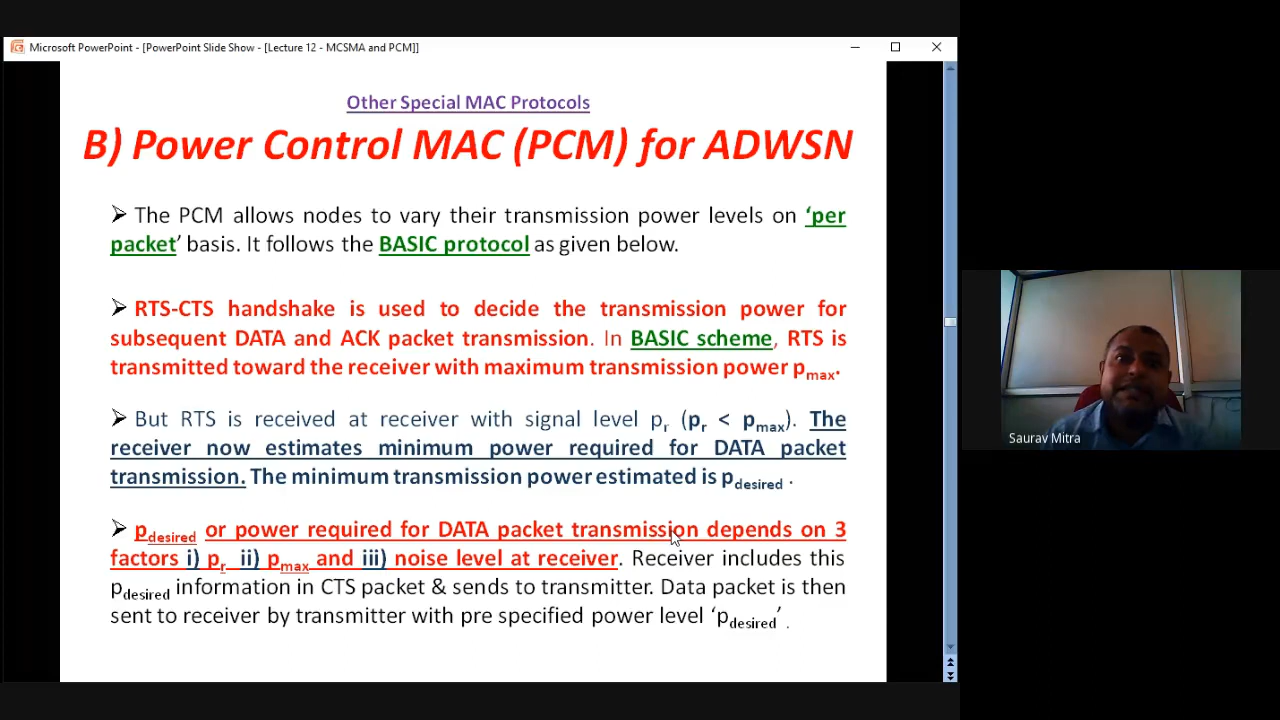 Microsoft PowerPoint - [PowerPoint Slide Show - [Lecture 12 - MCSMA and PCM]]
Other Special MAC Protocols
B) Power Control MAC (PCM) for ADWSN
➢ The PCM allows nodes to vary their transmission power levels on ‘per
packet’ basis. It follows the BASIC protocol as given below.
➢ RTS-CTS handshake is used to decide the transmission power for
subsequent DATA and ACK packet transmission. In BASIC scheme, RTS is
transmitted toward the receiver with maximum transmission power pmax.
➢ But RTS is received at receiver with signal level pr (pr < pmax). The
receiver now estimates minimum power required for DATA packet
transmission. The minimum transmission power estimated is pdesired .
➢ pdesired or power required for DATA packet transmission depends on 3
factors i) pr ii) pmax and iii) noise level at receiver. Receiver includes this
pdesired information in CTS packet & sends to transmitter. Data packet is then
sent to receiver by transmitter with pre specified power level ‘pdesired’ .
Saurav Mitra